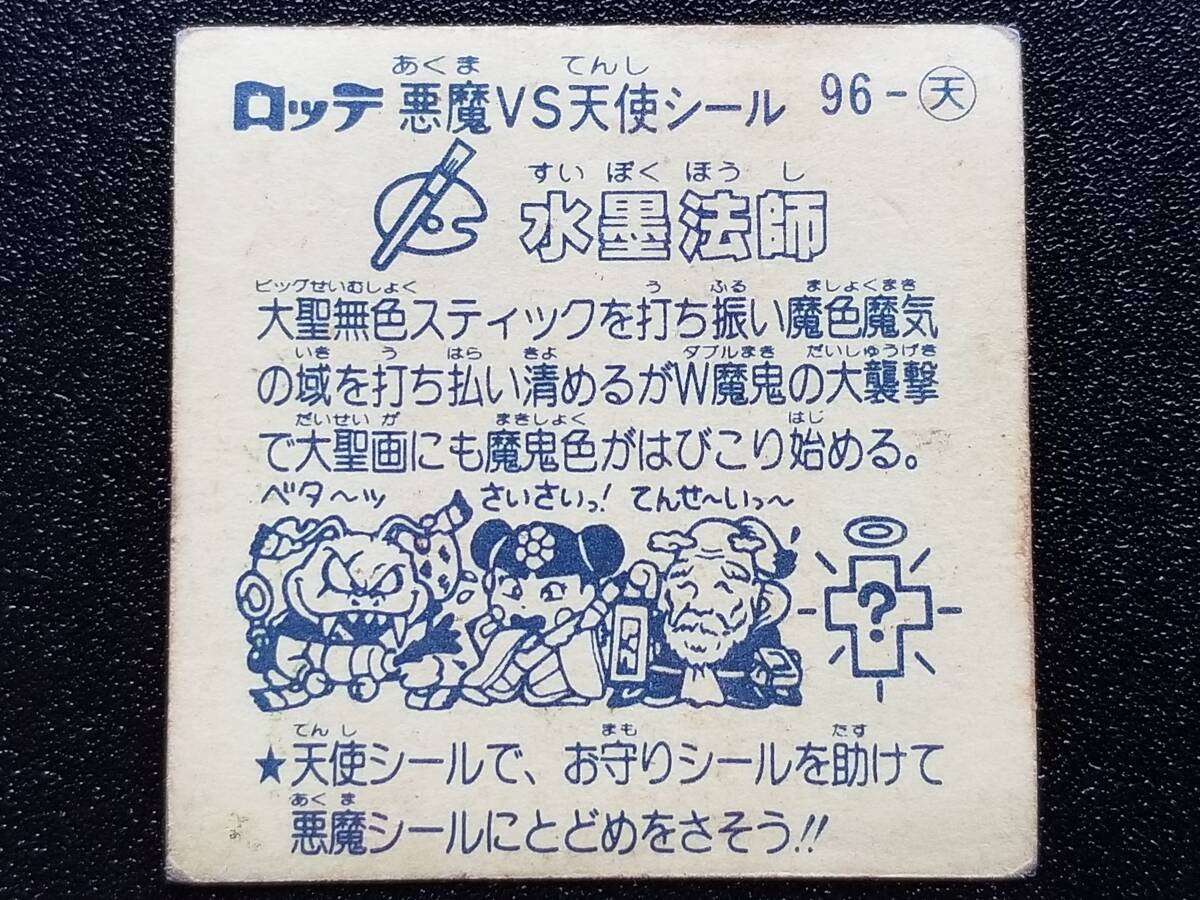 あくま てんし
ロッテ 悪魔VS天使シール 96-天
すい ぼく ほう し
水墨法師
ビッグせいむしょく う ふる ましょくまき
大聖無色スティックを打ち振い魔色魔気
いき う はら きよ ダブルまき だいしゅうげき
の域を打ち払い清めるがW魔鬼の大襲撃
だいせい が まきしょく はじ
で大聖画にも魔鬼色がはびこり始める。
ベタ〜ッ さいさいっ! てんせ〜いっ〜
?
てん し まも たす
★天使シールで、お守りシールを助けて
あく ま
悪魔シールにとどめをさそう!!